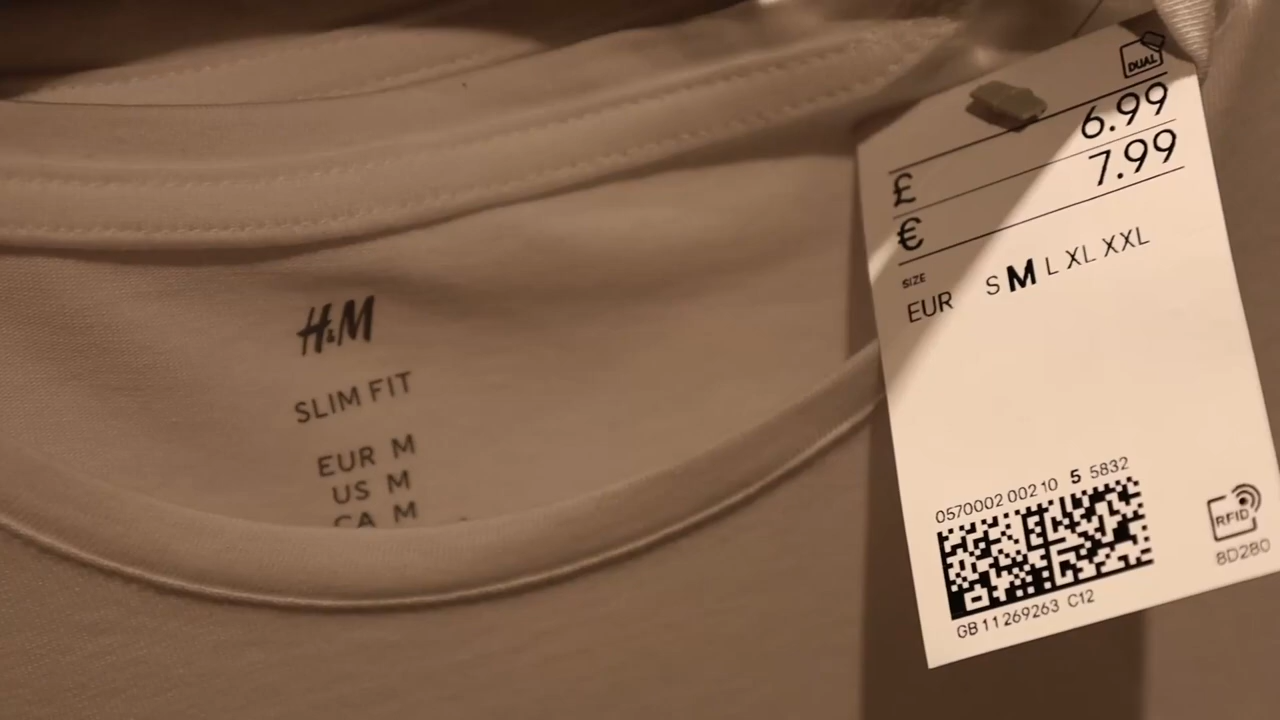 H&M
SLIM FIT
EUR M
US M
CA M
DUAL
£ 6.99
€ 7.99
SIZE
EUR S M L XL XXL
0570002 002 10 5 5832
GB 11 269263 C12
RFID
8D280